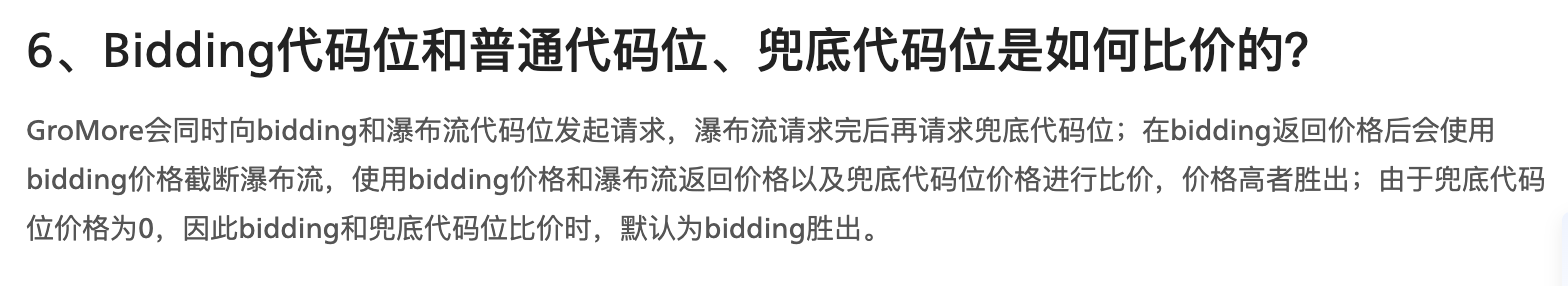 6、Bidding代码位和普通代码位、兜底代码位是如何比价的？
GroMore会同时向bidding和瀑布流代码位发起请求，瀑布流请求完后再请求兜底代码位；在bidding返回价格后会使用
bidding价格截断瀑布流，使用bidding价格和瀑布流返回价格以及兜底代码位价格进行比价，价格高者胜出；由于兜底代码
位价格为0，因此bidding和兜底代码位比价时，默认为bidding胜出。